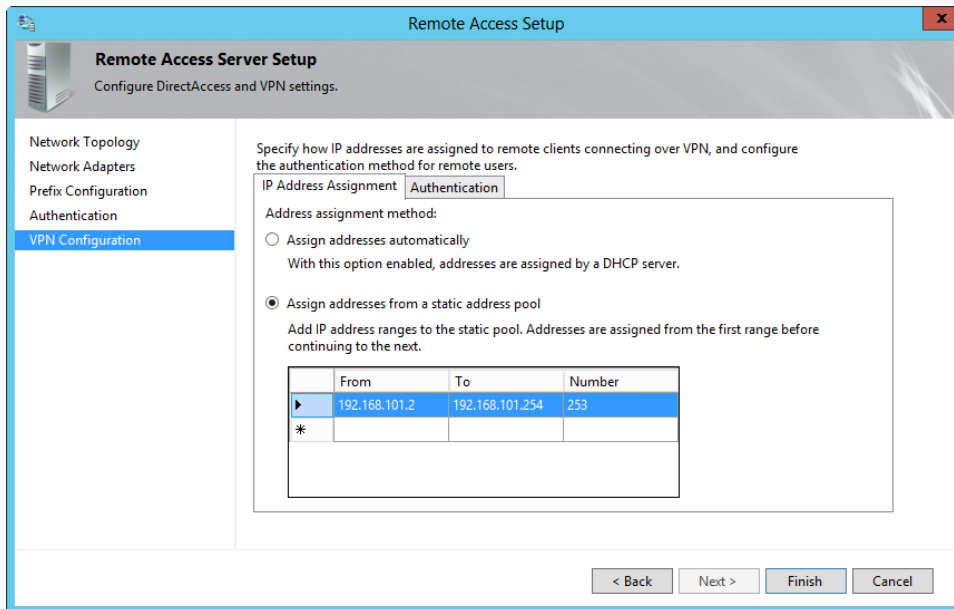 Remote Access Setup
x
Remote Access Server Setup
Configure DirectAccess and VPN settings.
Network Topology
Network Adapters
Prefix Configuration
Authentication
VPN Configuration
Specify how IP addresses are assigned to remote clients connecting over VPN, and configure
the authentication method for remote users.
IP Address Assignment Authentication
Address assignment method:
Assign addresses automatically
With this option enabled, addresses are assigned by a DHCP server.
Assign addresses from a static address pool
Add IP address ranges to the static pool. Addresses are assigned from the first range before
continuing to the next.
From To Number
192.168.101.2 192.168.101.254 253
*
< Back Next > Finish Cancel